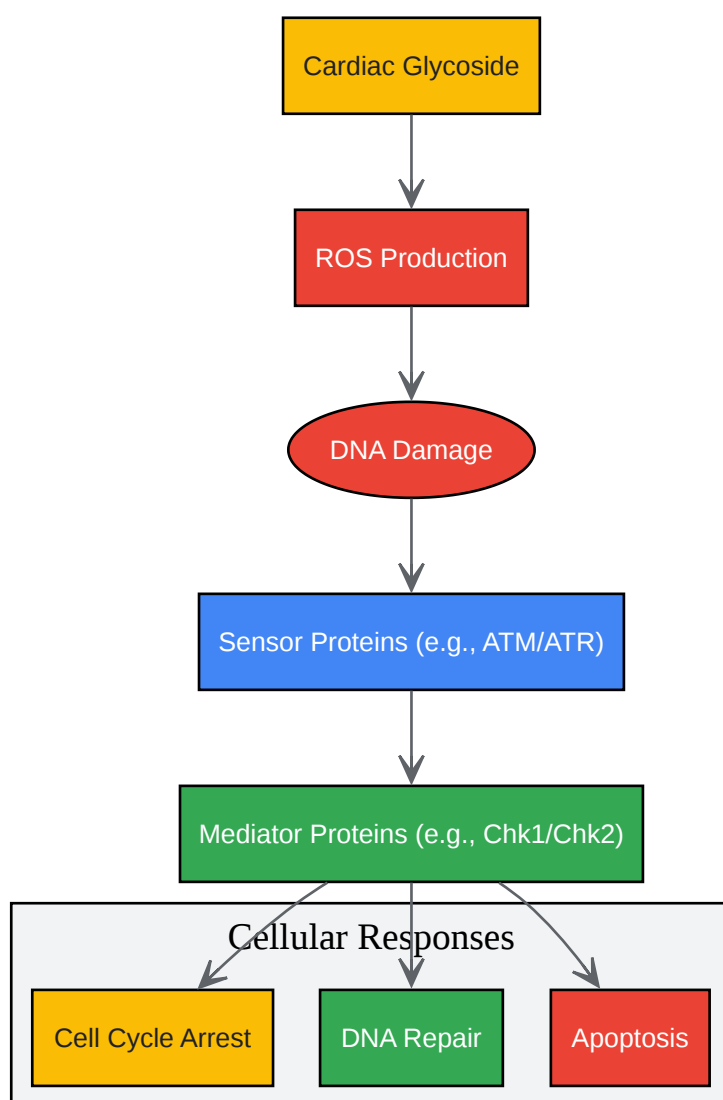 Cardiac Glycoside
ROS Production
DNA Damage
Sensor Proteins (e.g., ATM/ATR)
Mediator Proteins (e.g., Chk1/Chk2)
Cellular Responses
Cell Cycle Arrest
DNA Repair
Apoptosis